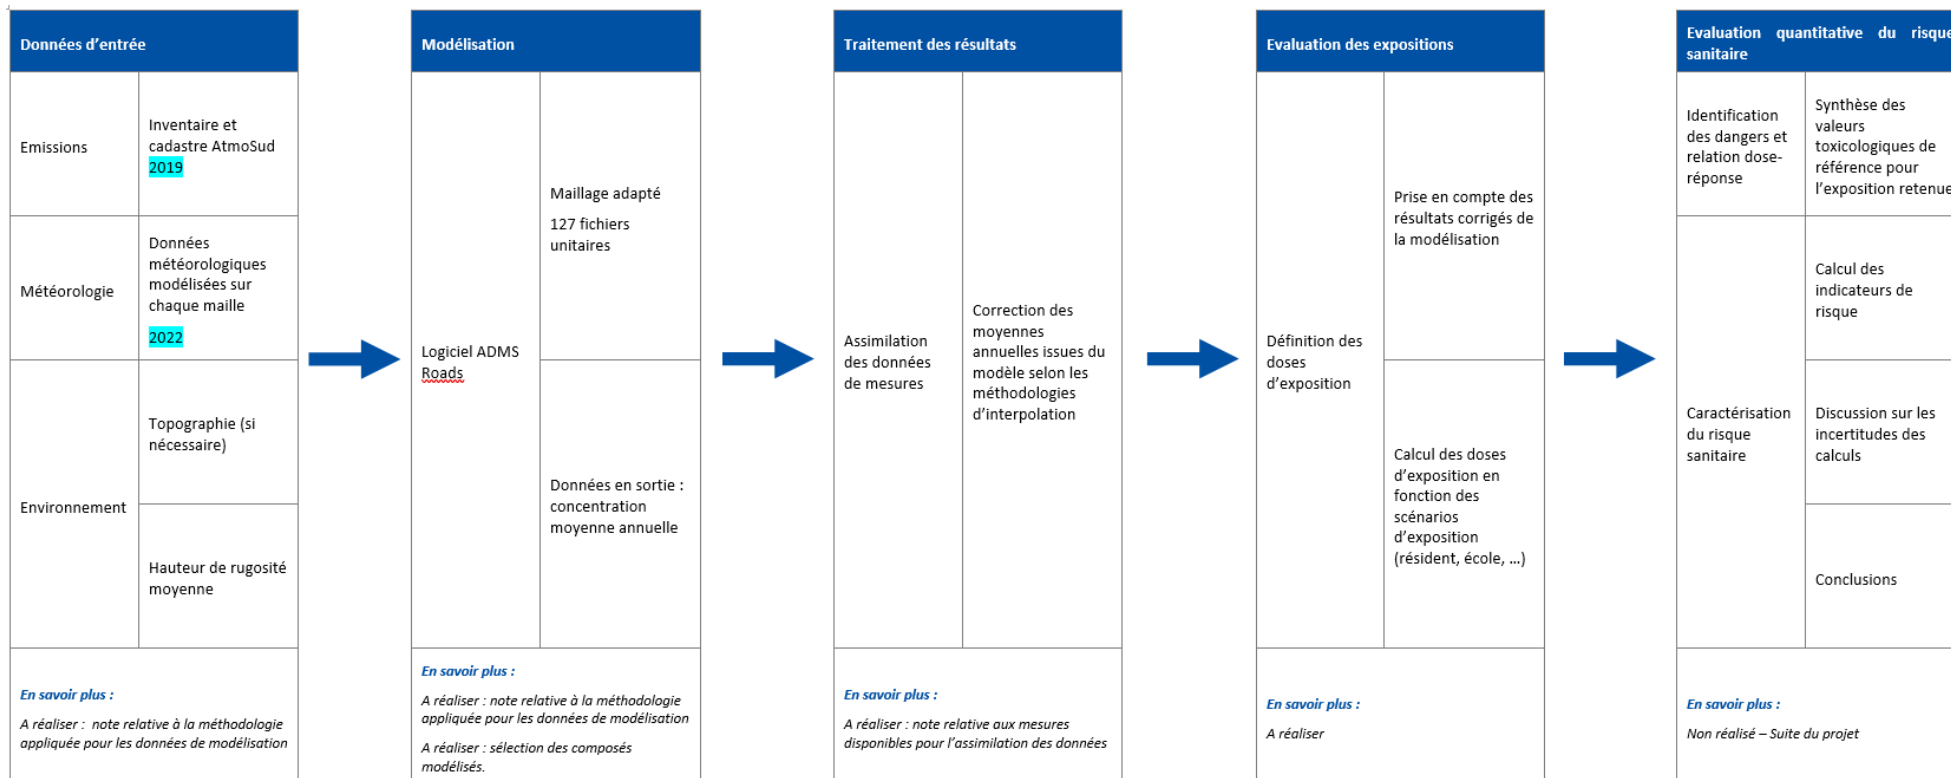 Données d’entrée
Emissions
Inventaire et
cadastre AtmoSud
2019
Météorologie
Données
météorologiques
modélisées sur
chaque maille
2022
Environnement
Topographie (si
nécessaire)
Hauteur de rugosité
moyenne
En savoir plus :
A réaliser :  note relative à la méthodologie
appliquée pour les données de modélisation
Modélisation
Logiciel ADMS
Roads
Maillage adapté
127 fichiers
unitaires
Données en sortie :
concentration
moyenne annuelle
En savoir plus :
A réaliser : note relative à la méthodologie
appliquée pour les données de modélisation
A réaliser : sélection des composés
modélisés.
Traitement des résultats
Assimilation
des données
de mesures
Correction des
moyennes
annuelles issues du
modèle selon les
méthodologies
d’interpolation
En savoir plus :
A réaliser : note relative aux mesures
disponibles pour l’assimilation des données
Evaluation des expositions
Définition des
doses
d’exposition
Prise en compte des
résultats corrigés de
la modélisation
Calcul des doses
d’exposition en
fonction des
scénarios
d’exposition
(résident, école, …)
En savoir plus :
A réaliser
Evaluation quantitative du risque
sanitaire
Identification
des dangers et
relation dose-
réponse
Synthèse des
valeurs
toxicologiques de
référence pour
l’exposition retenue
Caractérisation
du risque
sanitaire
Calcul des
indicateurs de
risque
Discussion sur les
incertitudes des
calculs
Conclusions
En savoir plus :
Non réalisé – Suite du projet